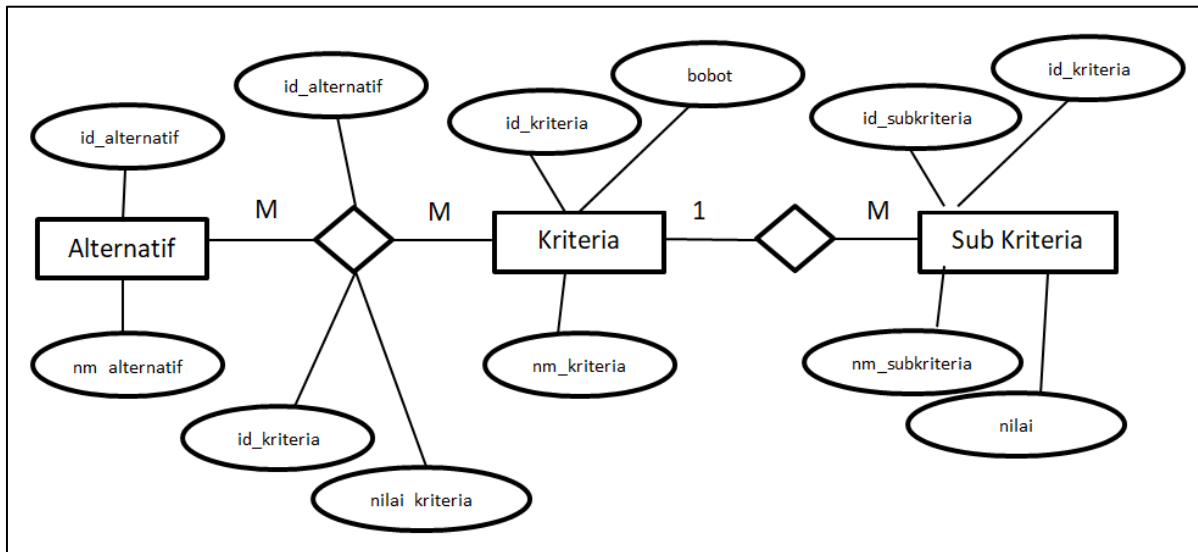 bobot
id_kriteria
id_alternatif
id_kriteria
id_subkriteria
id_alternatif
M
M
1
M
Alternatif
Kriteria
Sub Kriteria
nm alternatif
nm_kriteria
nm_subkriteria
nilai
id_kriteria
nilai kriteria